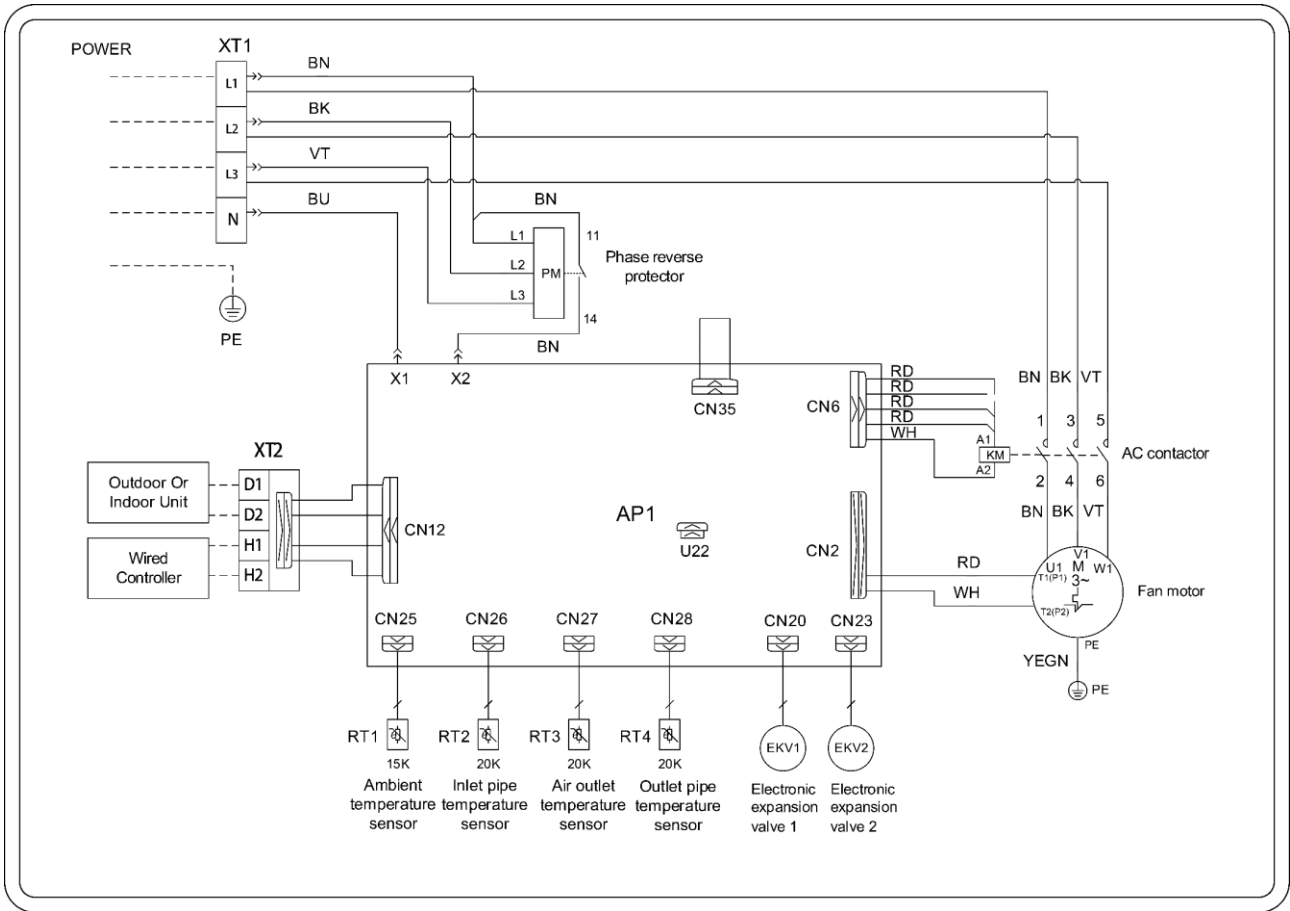 POWER
XT1
BN
L1
BK
L2
VT
L3
BU
N
PE
BN
L1
11
L2
PM
L3
14
Phase reverse
protector
BN
X1
X2
CN35
CN6
RD
RD
RD
RD
WH
A1
KM
A2
BN BK VT
1 3 5
AC contactor
2 4 6
BN BK VT
XT2
Outdoor Or
Indoor Unit
D1
D2
Wired
Controller
H1
H2
CN12
AP1
U22
CN2
RD
WH
V1
U1 M W1
T1(P1) 3~
T2(P2)
Fan motor
PE
YEGN
PE
CN25
CN26
CN27
CN28
CN20
CN23
RT1
RT2
RT3
RT4
EKV1
EKV2
15K
20K
20K
20K
Ambient
temperature
sensor
Inlet pipe
temperature
sensor
Air outlet
temperature
sensor
Outlet pipe
temperature
sensor
Electronic
expansion
valve 1
Electronic
expansion
valve 2